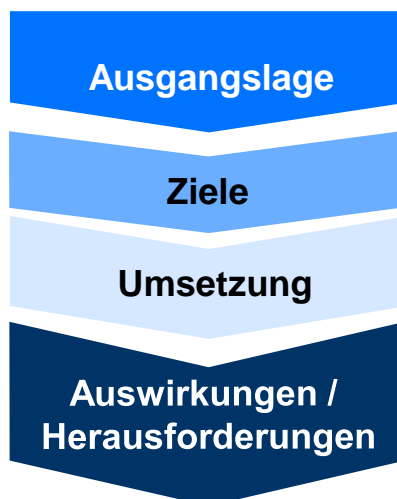 Ausgangslage
Ziele
Umsetzung
Auswirkungen /
Herausforderungen